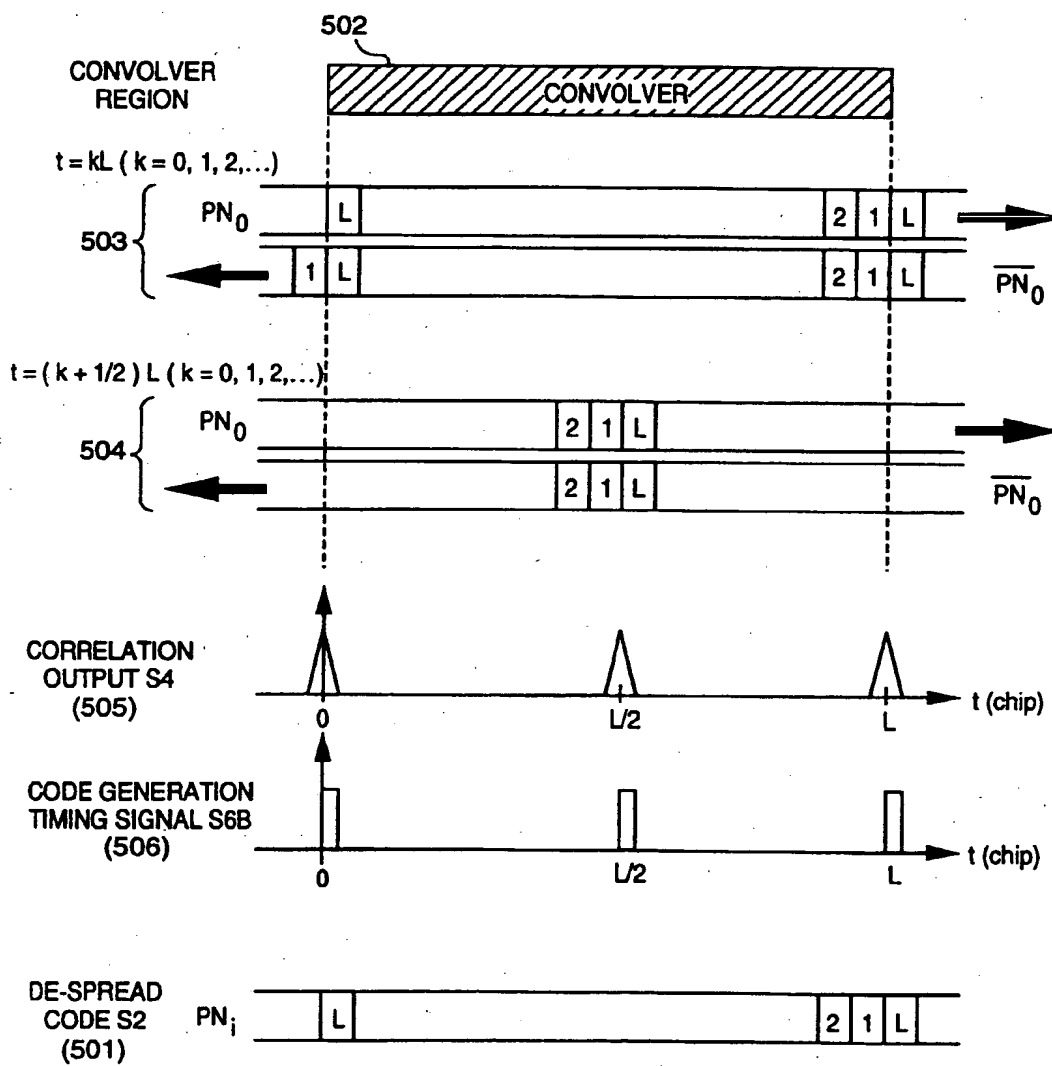 502
CONVOLVER
REGION
CONVOLVER
t = kL ( k = 0, 1, 2,...)
503
PN0
L
2 1 L
1 L
2 1 L
PN0
t = ( k + 1/2 ) L ( k = 0, 1, 2,...)
504
PN0
2 1 L
2 1 L
PN0
CORRELATION
OUTPUT S4
(505)
0
L/2
L
t (chip)
CODE GENERATION
TIMING SIGNAL S6B
(506)
0
L/2
L
t (chip)
DE-SPREAD
CODE S2
(501)
PNi
L
2 1 L